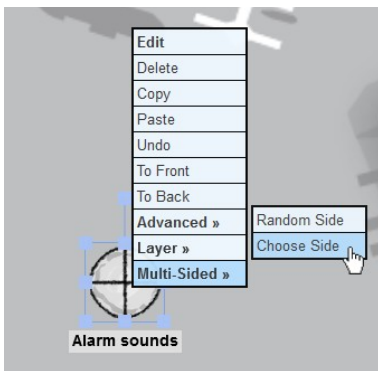 Edit
Delete
Copy
Paste
Undo
To Front
To Back
Advanced »
Layer »
Multi-Sided »
Random Side
Choose Side
Alarm sounds